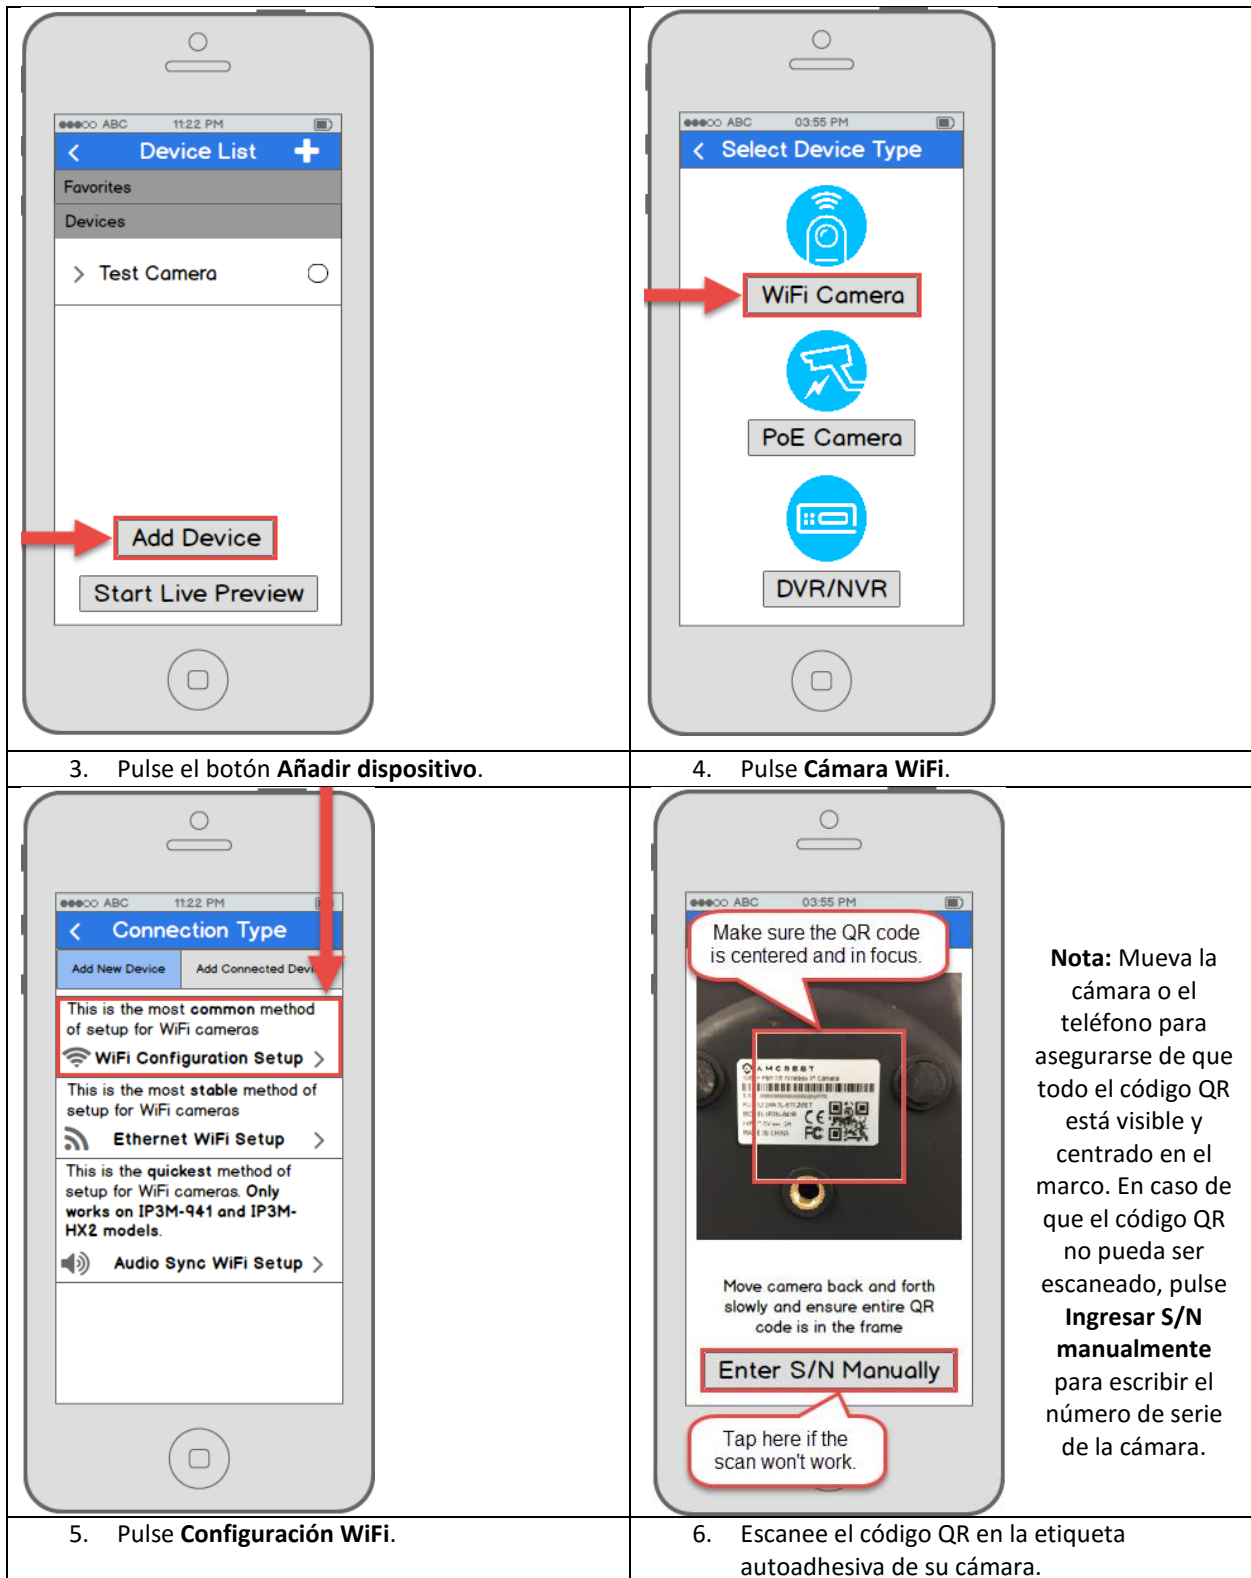 ABC 11:22 PM
Device List
Favorites
Devices
Test Camera
Add Device
Start Live Preview
ABC 03:55 PM
Select Device Type
WiFi Camera
PoE Camera
DVR/NVR
3. Pulse el botón Añadir dispositivo.
4. Pulse Cámara WiFi.
ABC 11:22 PM
Connection Type
Add New Device Add Connected
This is the most common method
of setup for WiFi cameras
WiFi Configuration Setup
This is the most stable method of
setup for WiFi cameras
Ethernet WiFi Setup
This is the quickest method of
setup for WiFi cameras. Only
works on IP3M-941 and IP3M-
HX2 models.
Audio Sync WiFi Setup
ABC 03:55 PM
Make sure the QR code
is centered and in focus.
AMCREST
Wireless IP Camera
MADE IN CHINA
CE
FC
Move camera back and forth
slowly and ensure entire QR
code is in the frame
Enter S/N Manually
Tap here if the
scan won't work.
Nota: Mueva la
cámara o el
teléfono para
asegurarse de que
todo el código QR
está visible y
centrado en el
marco. En caso de
que el código QR
no pueda ser
escaneado, pulse
Ingresar S/N
manualmente
para escribir el
número de serie
de la cámara.
5. Pulse Configuración WiFi.
6. Escanee el código QR en la etiqueta
autoadhesiva de su cámara.